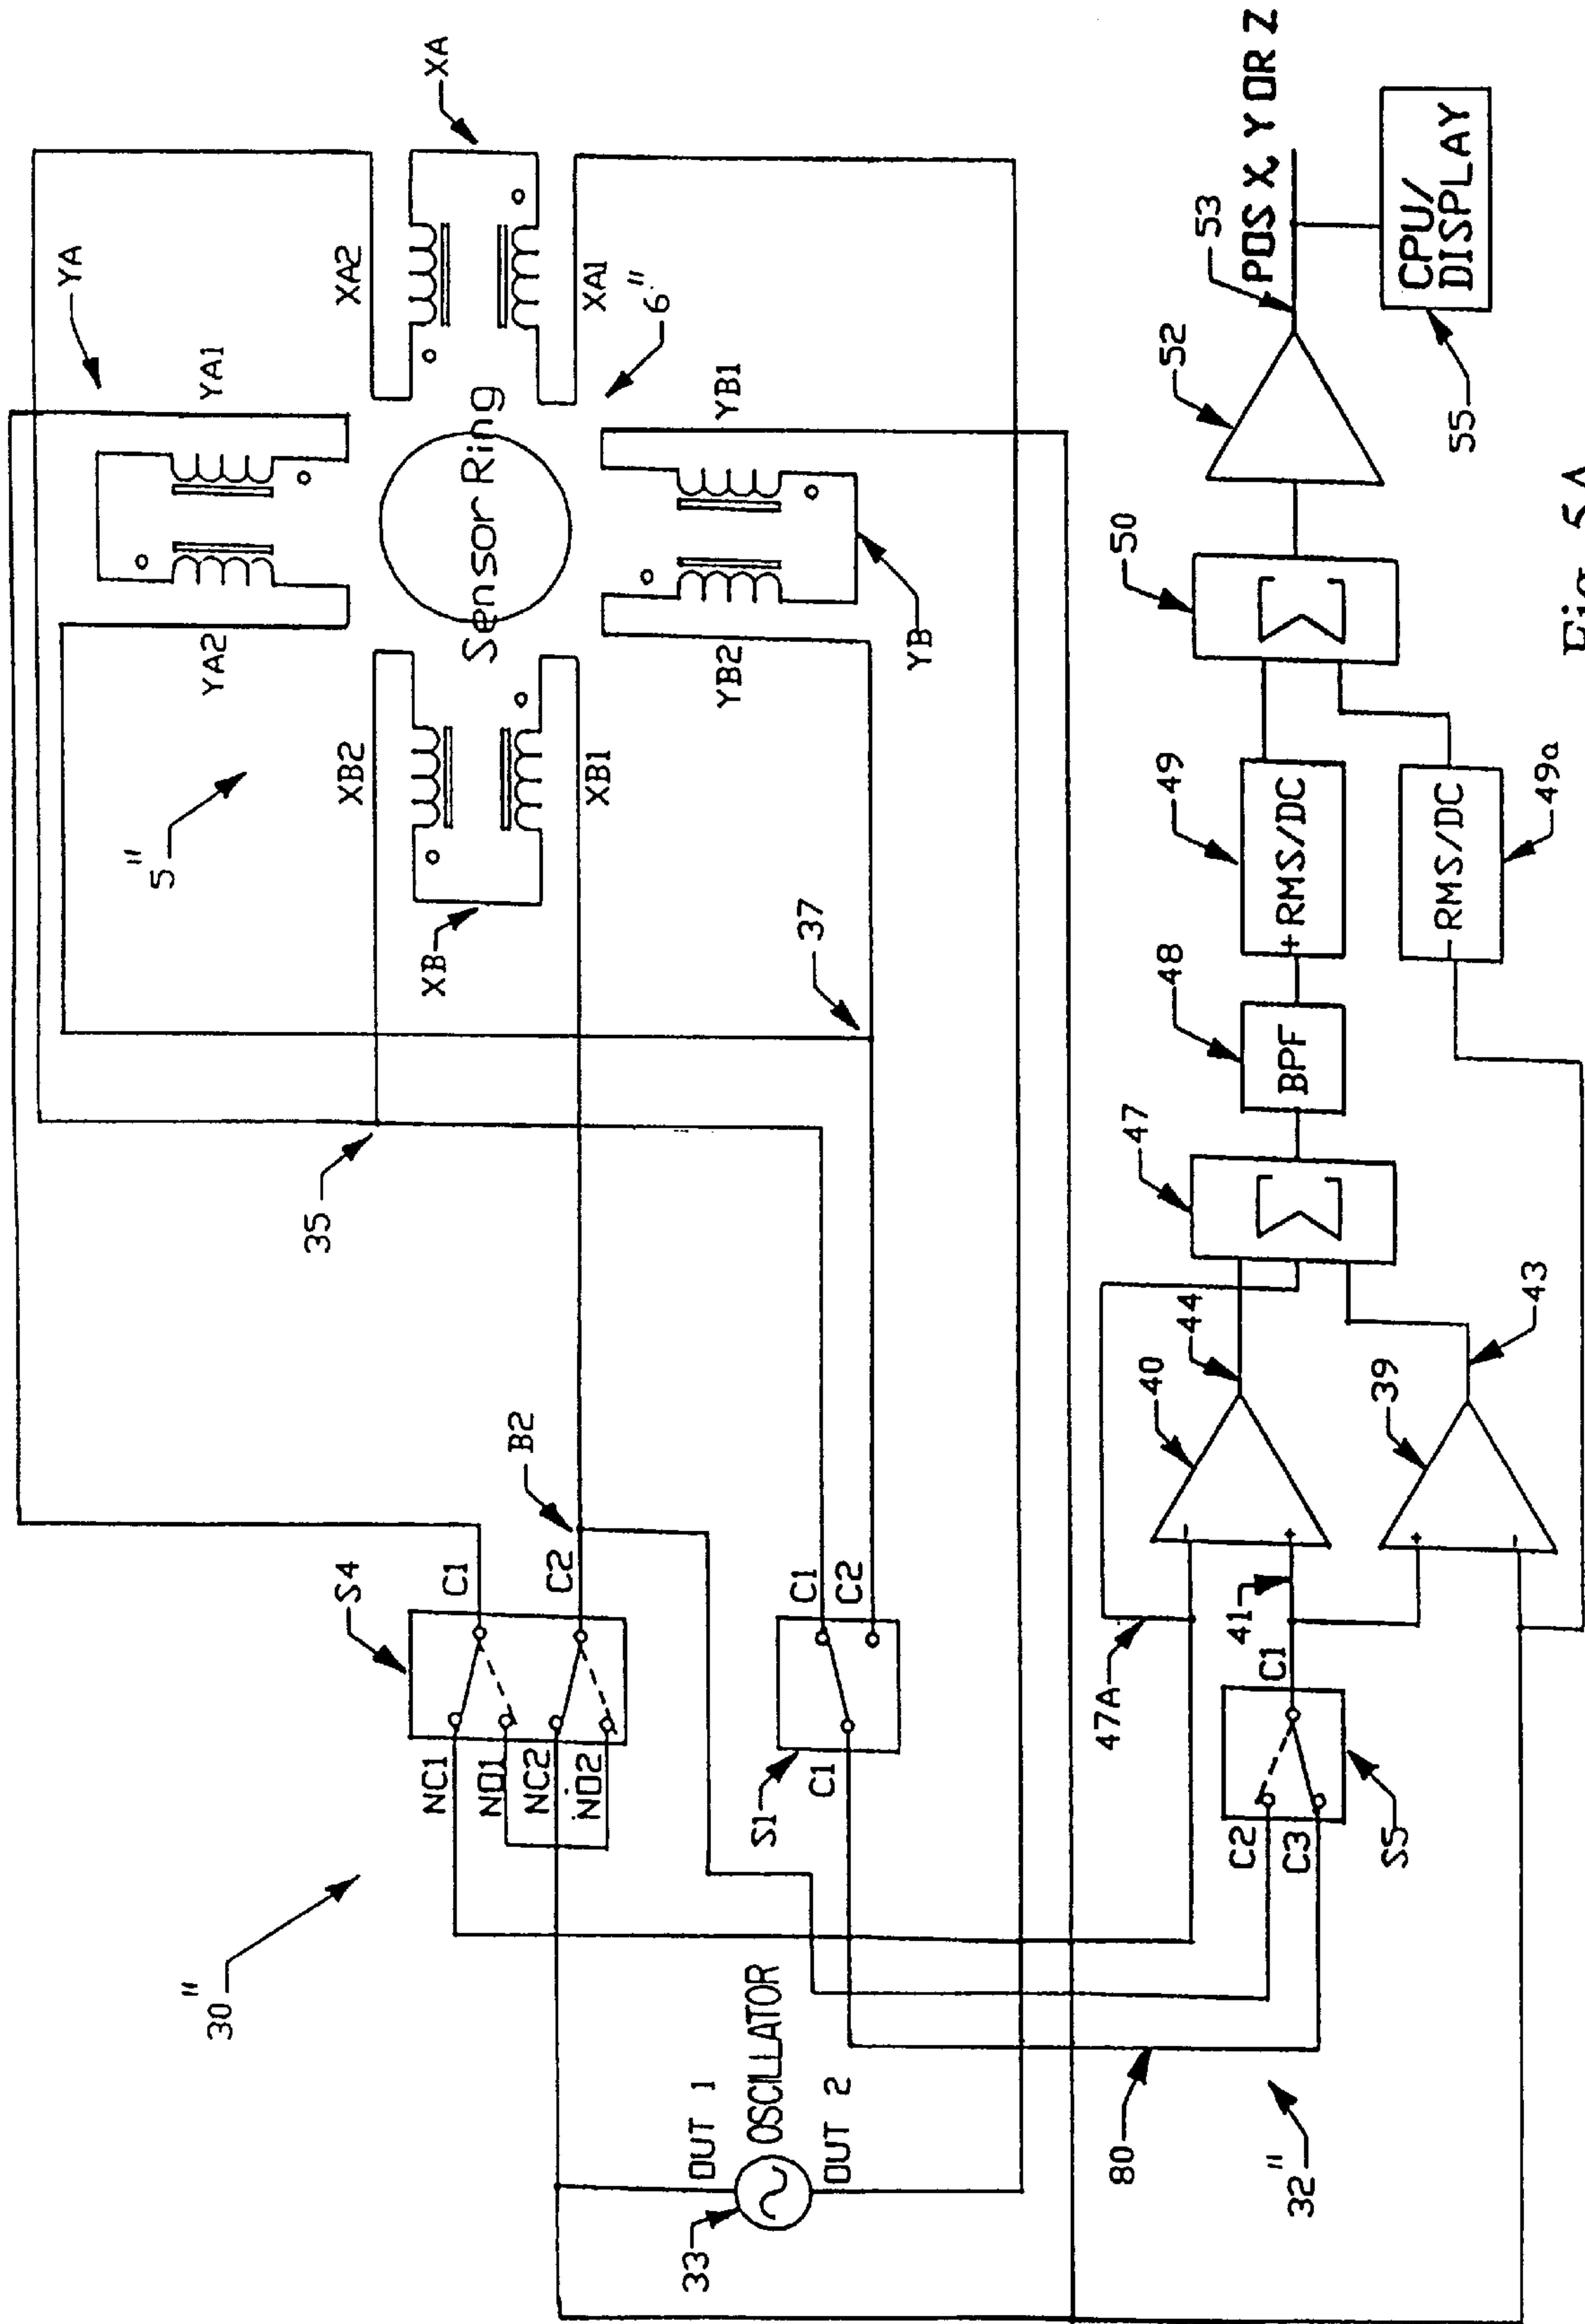 YA
XA
YA1
XA2
YA2
5"
XB2
XA1
6"
Sensor Ring
YB1
XB1
XB
YB2
YB
37
35
B2
S4
C1
C2
NC1
NO1
NC2
NO2
C1
C2
C1
S1
30"
OUT 1
OSCILLATOR
OUT 2
33
80
32"
C2
C3
S5
C1
41
47A
-
+
40
44
+
-
39
43
47
Σ
48
BPF
49
+RMS/DC
-RMS/DC
49a
50
Σ
52
53
POS X, Y OR Z
CPU/
DISPLAY
55